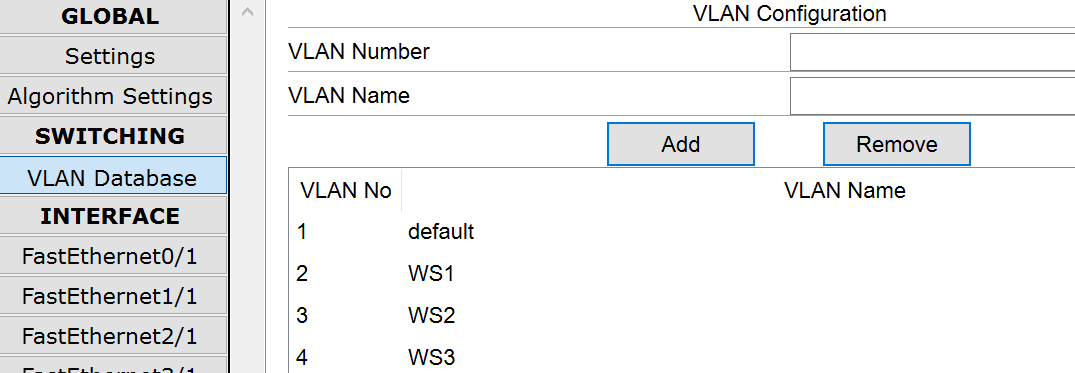 GLOBAL
Settings
Algorithm Settings
SWITCHING
VLAN Database
INTERFACE
FastEthernet0/1
FastEthernet1/1
FastEthernet2/1
VLAN Configuration
VLAN Number
VLAN Name
Add Remove
VLAN No VLAN Name
1 default
2 WS1
3 WS2
4 WS3